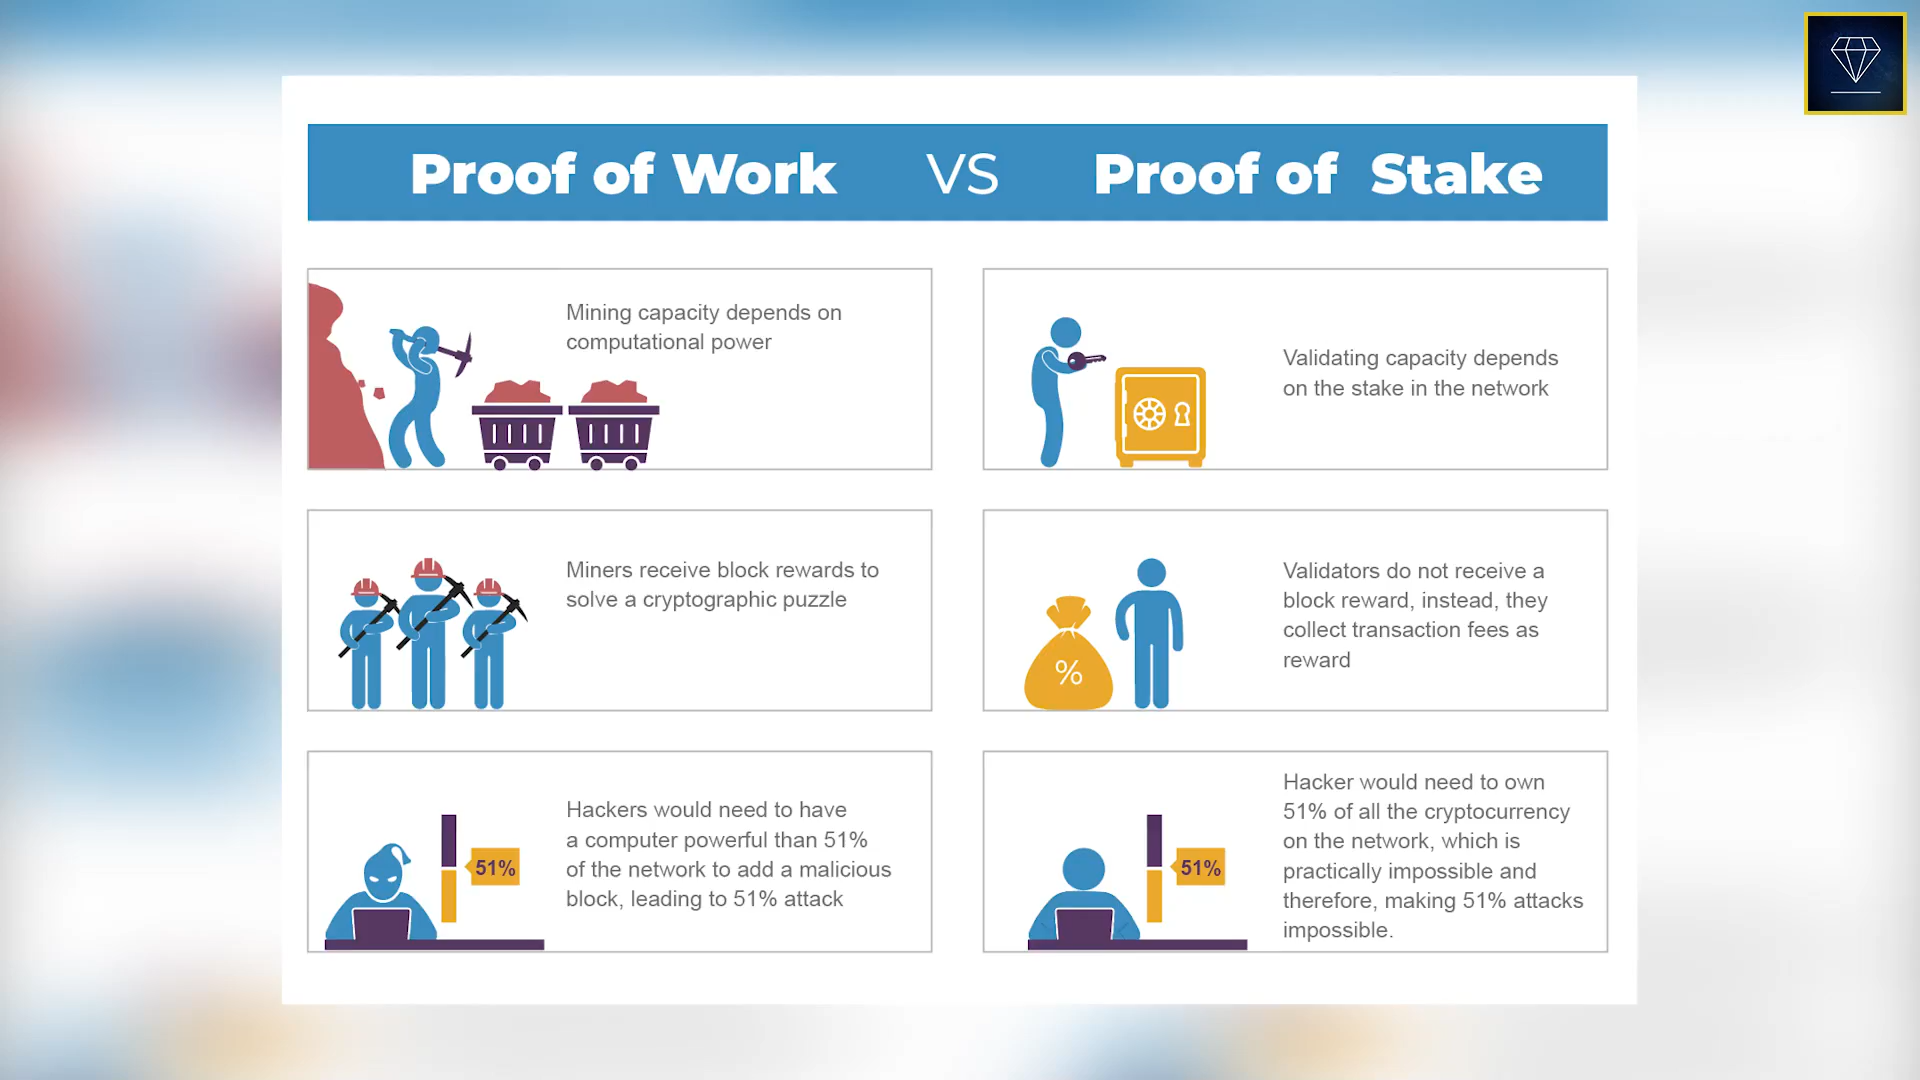 Proof of Work VS Proof of Stake
Mining capacity depends on
computational power
Validating capacity depends
on the stake in the network
Miners receive block rewards to
solve a cryptographic puzzle
Validators do not receive a
block reward, instead, they
collect transaction fees as
reward
%
Hackers would need to have
a computer powerful than 51%
of the network to add a malicious
block, leading to 51% attack
51%
Hacker would need to own
51% of all the cryptocurrency
on the network, which is
practically impossible and
therefore, making 51% attacks
impossible.
51%